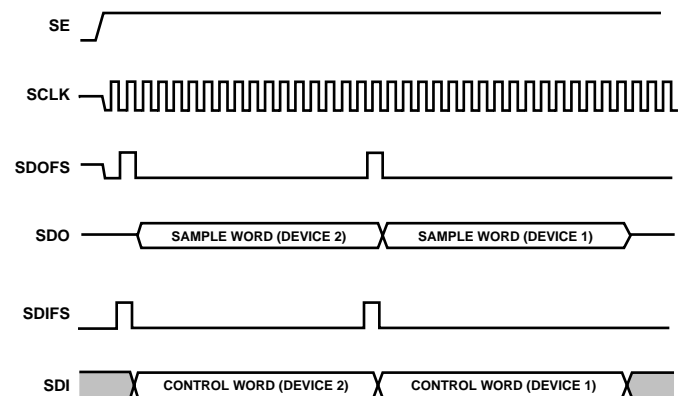 SE
SCLK
SDOFS
SDO SAMPLE WORD (DEVICE 2) SAMPLE WORD (DEVICE 1)
SDIFS
SDI CONTROL WORD (DEVICE 2) CONTROL WORD (DEVICE 1)